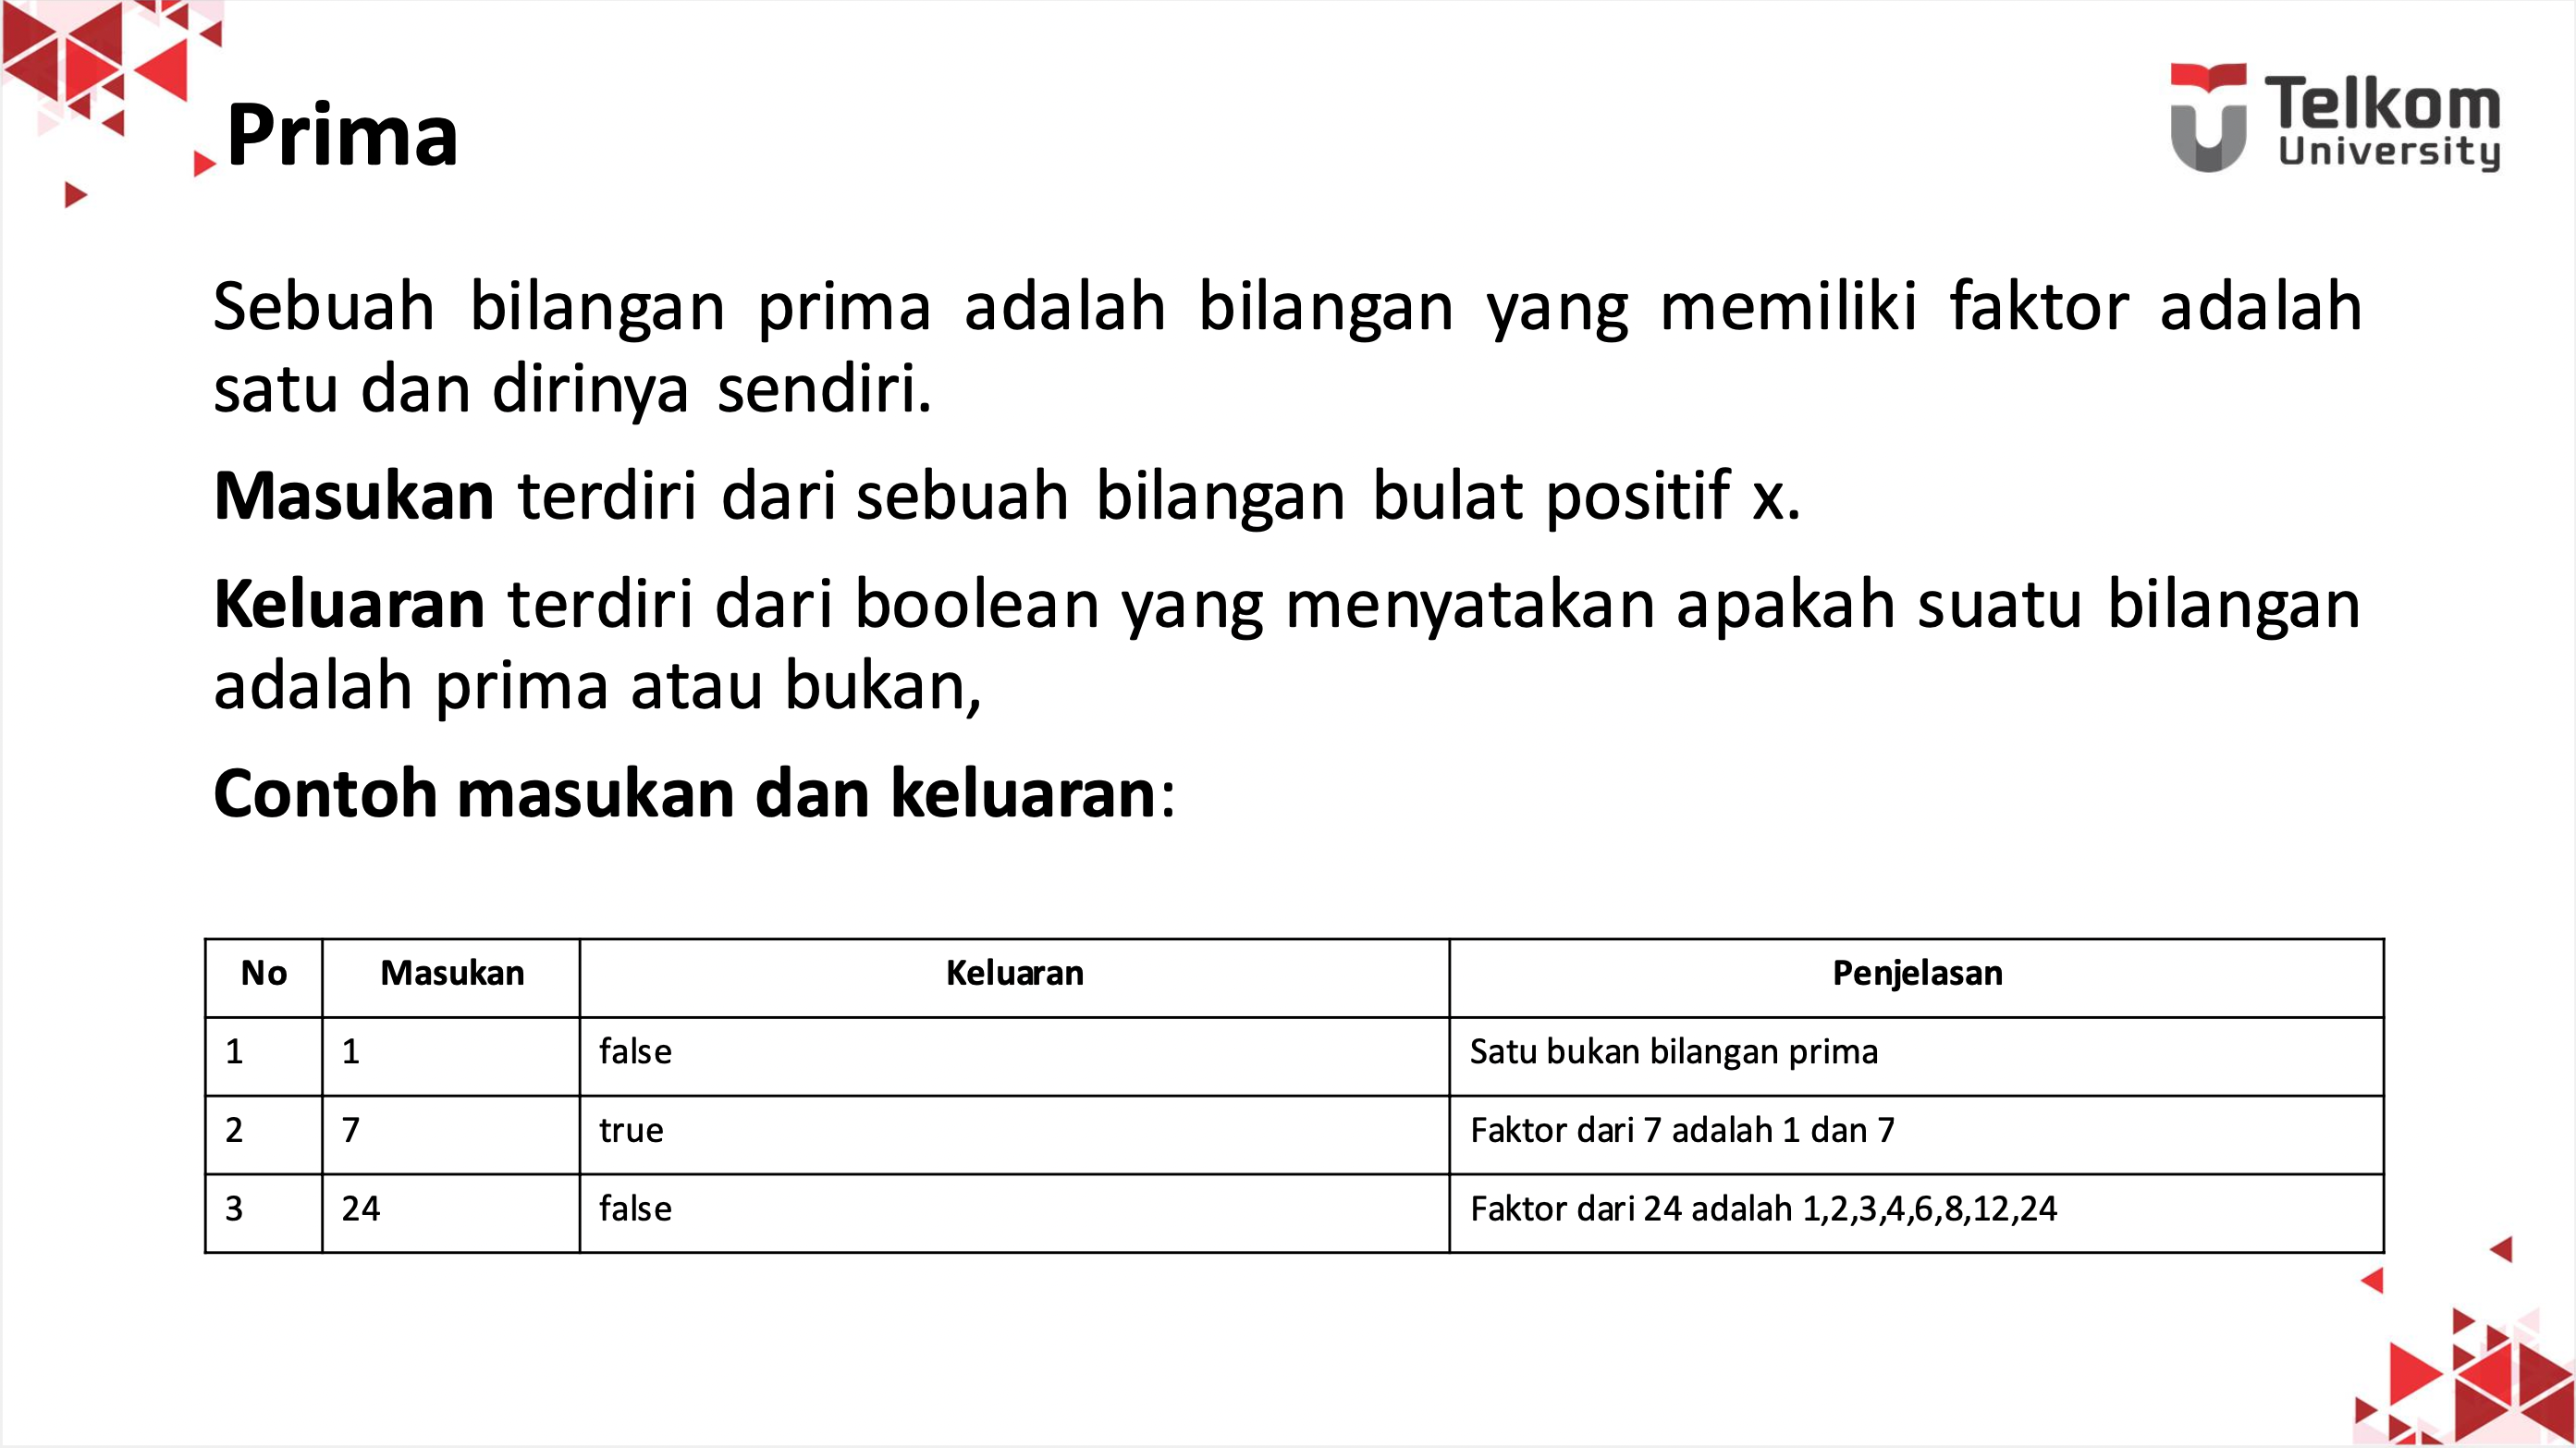 Prima
Telkom
University
Sebuah bilangan prima adalah bilangan yang memiliki faktor adalah
satu dan dirinya sendiri.
Masukan terdiri dari sebuah bilangan bulat positif x.
Keluaran terdiri dari boolean yang menyatakan apakah suatu bilangan
adalah prima atau bukan,
Contoh masukan dan keluaran:
No Masukan Keluaran Penjelasan
1 1 false Satu bukan bilangan prima
2 7 true Faktor dari 7 adalah 1 dan 7
3 24 false Faktor dari 24 adalah 1,2,3,4,6,8,12,24